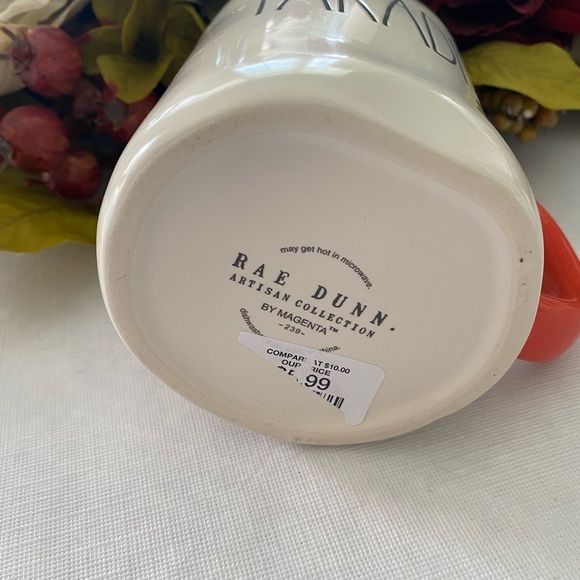 PARAD
may get hot in microwave.
RAE DUNN.
ARTISAN COLLECTION
BY MAGENTA™
-239-
COMPARE AT $10.00
OUR PRICE
.99